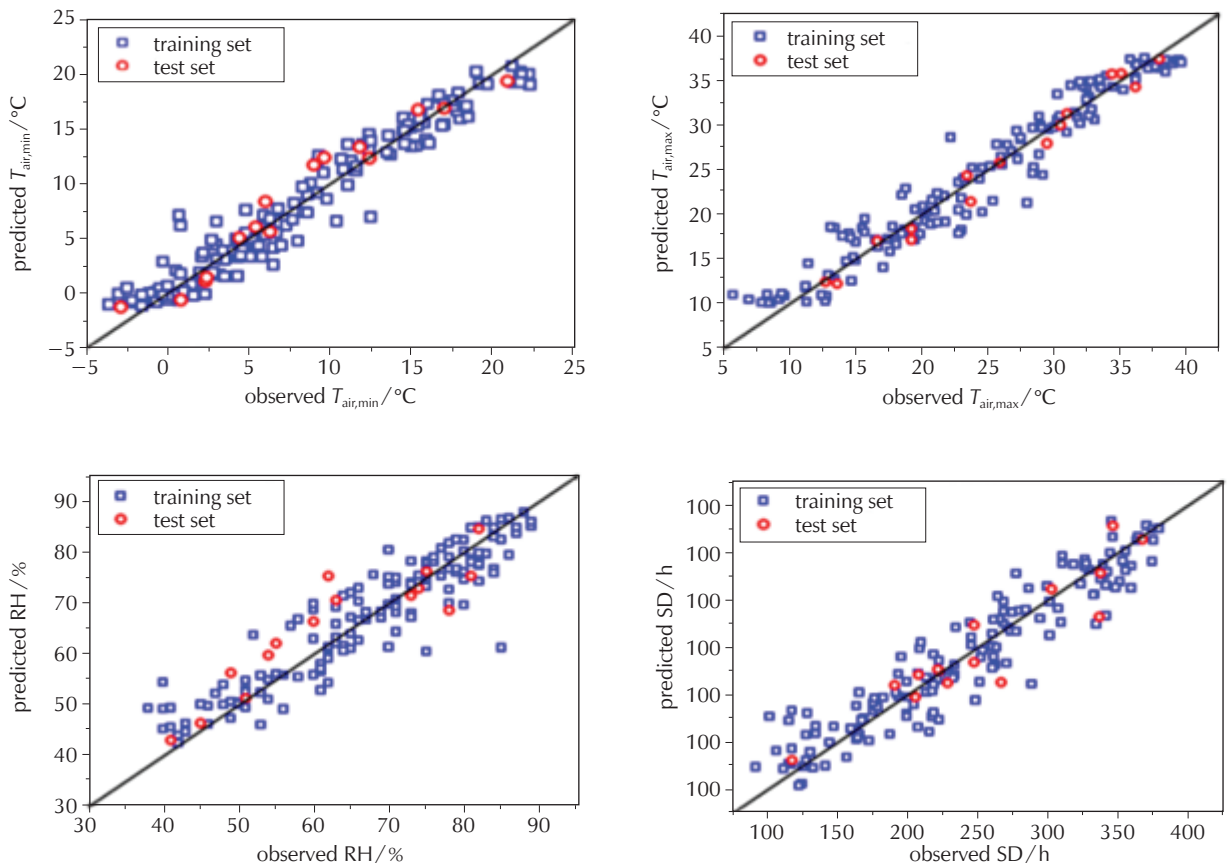 25
20
15
10
5
0
−5
predicted T_air,min/°C
training set
test set
−5 0 5 10 15 20 25
observed T_air,min/°C
40
35
30
25
20
15
10
5
predicted T_air,max/°C
training set
test set
5 10 15 20 25 30 35 40
observed T_air,max/°C
90
80
70
60
50
40
30
predicted RH/%
training set
test set
30 40 50 60 70 80 90
observed RH/%
100
100
100
100
100
100
100
predicted SD/h
training set
test set
100 150 200 250 300 350 400
observed SD/h